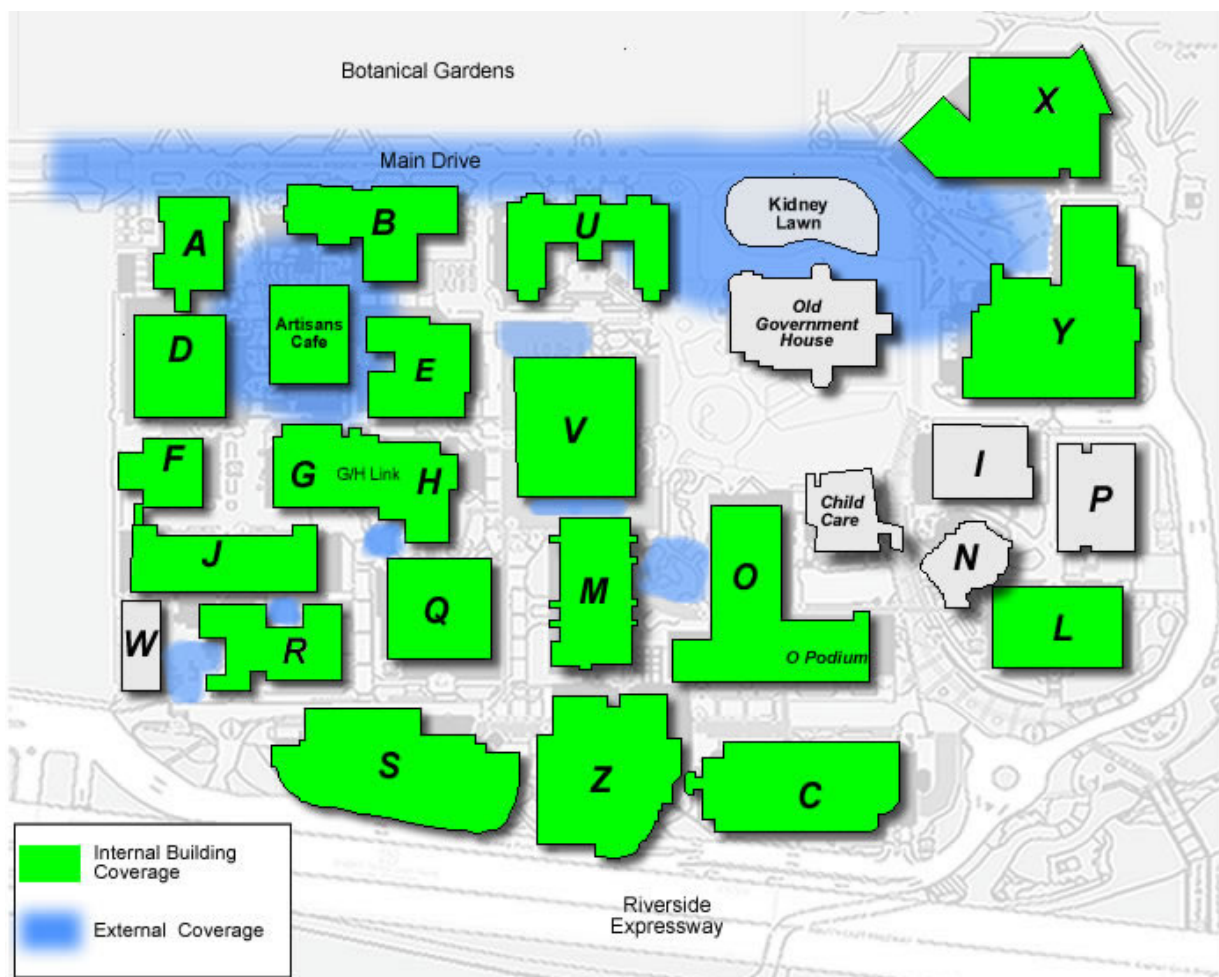 Botanical Gardens
X
Main Drive
Kidney
Lawn
A
B
U
Artisans
Cafe
Old
Government
House
D
E
Y
V
F
G
G/H Link
H
I
P
Child
Care
N
J
O
M
Q
W
R
L
O Podium
S
Z
C
Internal Building
Coverage
External Coverage
Riverside
Expressway